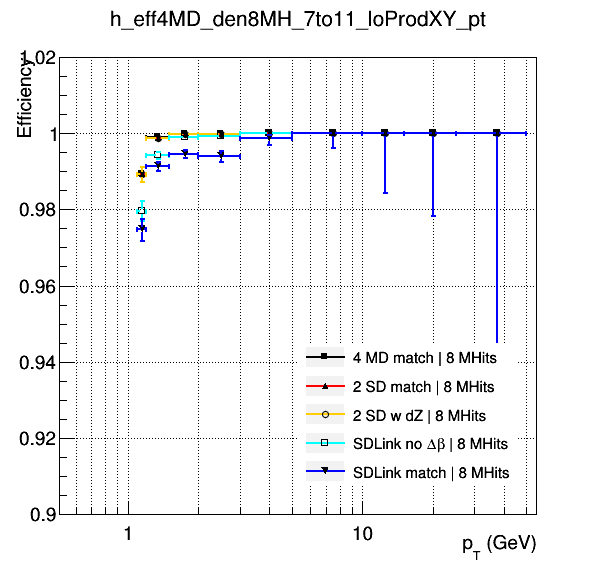 h_eff4MD_den8MH_7to11_loProdXY_pt
Efficiency
1.02
1
0.98
0.96
0.94
0.92
0.9
4 MD match | 8 MHits
2 SD match | 8 MHits
2 SD w dZ | 8 MHits
SDLink no Δβ | 8 MHits
SDLink match | 8 MHits
1
10
p_T (GeV)